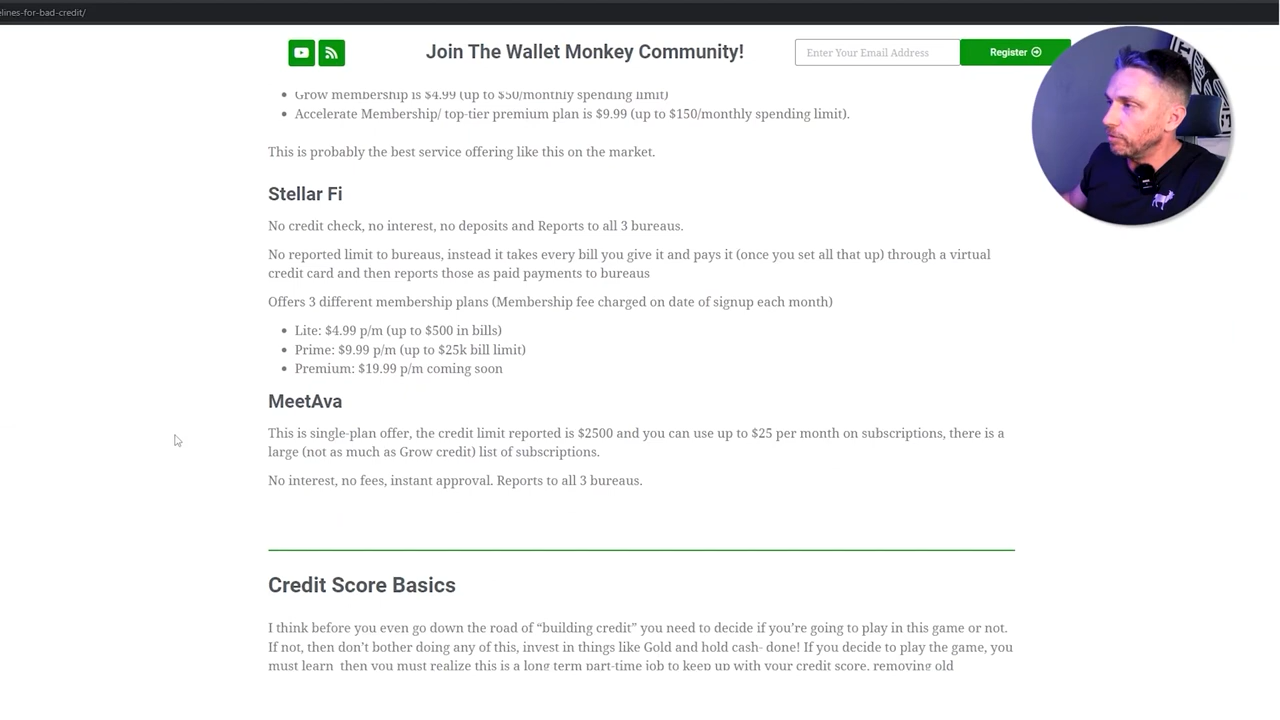 elines-for-bad-credit/
Join The Wallet Monkey Community!
Enter Your Email Address
Register
Grow membership is $4.99 (up to $50/monthly spending limit)
Accelerate Membership/ top-tier premium plan is $9.99 (up to $150/monthly spending limit).
This is probably the best service offering like this on the market.
Stellar Fi
No credit check, no interest, no deposits and Reports to all 3 bureaus.
No reported limit to bureaus, instead it takes every bill you give it and pays it (once you set all that up) through a virtual
credit card and then reports those as paid payments to bureaus
Offers 3 different membership plans (Membership fee charged on date of signup each month)
Lite: $4.99 p/m (up to $500 in bills)
Prime: $9.99 p/m (up to $25k bill limit)
Premium: $19.99 p/m coming soon
MeetAva
This is single-plan offer, the credit limit reported is $2500 and you can use up to $25 per month on subscriptions, there is a
large (not as much as Grow credit) list of subscriptions.
No interest, no fees, instant approval. Reports to all 3 bureaus.
Credit Score Basics
I think before you even go down the road of “building credit” you need to decide if you’re going to play in this game or not.
If not, then don’t bother doing any of this, invest in things like Gold and hold cash- done! If you decide to play the game, you
must learn  then you must realize this is a long term part-time job to keep up with your credit score, removing old